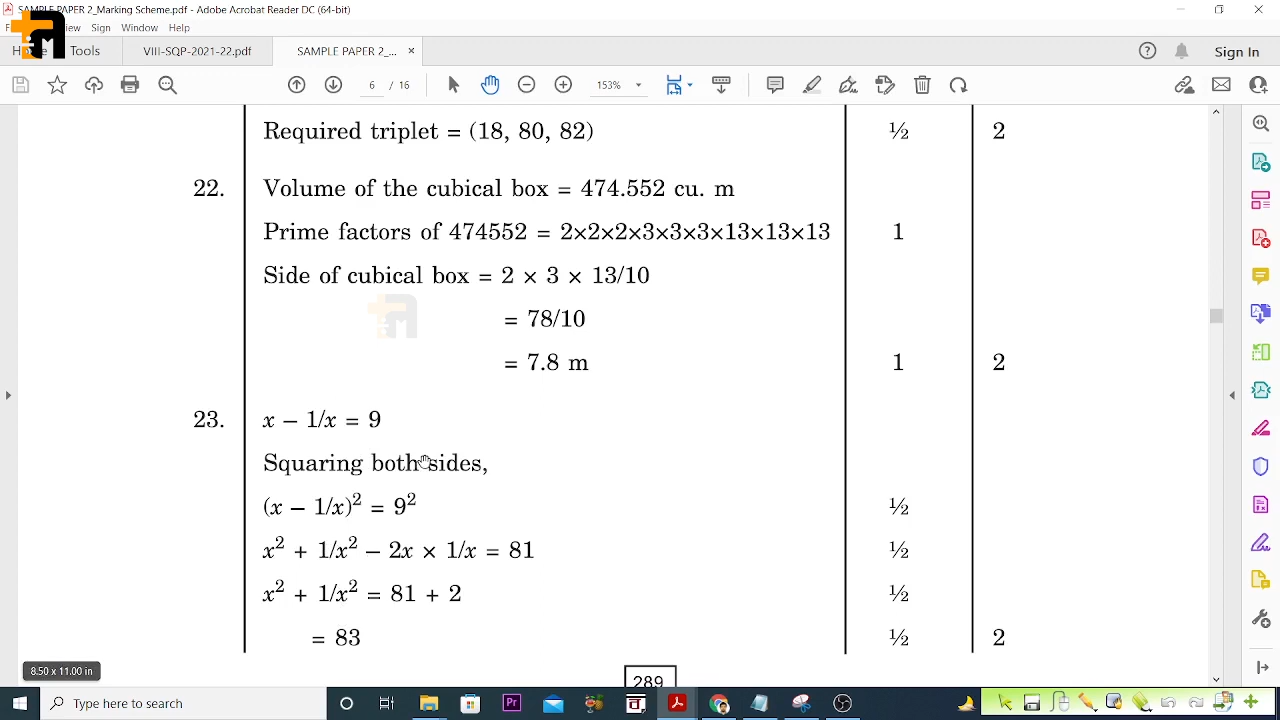 SAMPLE PAPER 2_Marking Scheme.pdf - Adobe Acrobat Reader DC (64-bit)
View Sign Window Help
Tools VIII-SQP-2021-22.pdf SAMPLE PAPER 2_... × Sign In
6 / 16 153%
Required triplet = (18, 80, 82) ½ 2
22. Volume of the cubical box = 474.552 cu. m
Prime factors of 474552 = 2×2×2×3×3×3×13×13×13 1
Side of cubical box = 2 × 3 × 13/10
= 78/10
= 7.8 m 1 2
23. x – 1/x = 9
Squaring both sides,
(x – 1/x)² = 9² ½
x² + 1/x² – 2x × 1/x = 81 ½
x² + 1/x² = 81 + 2 ½
= 83 ½ 2
8.50 x 11.00 in
289
Type here to search